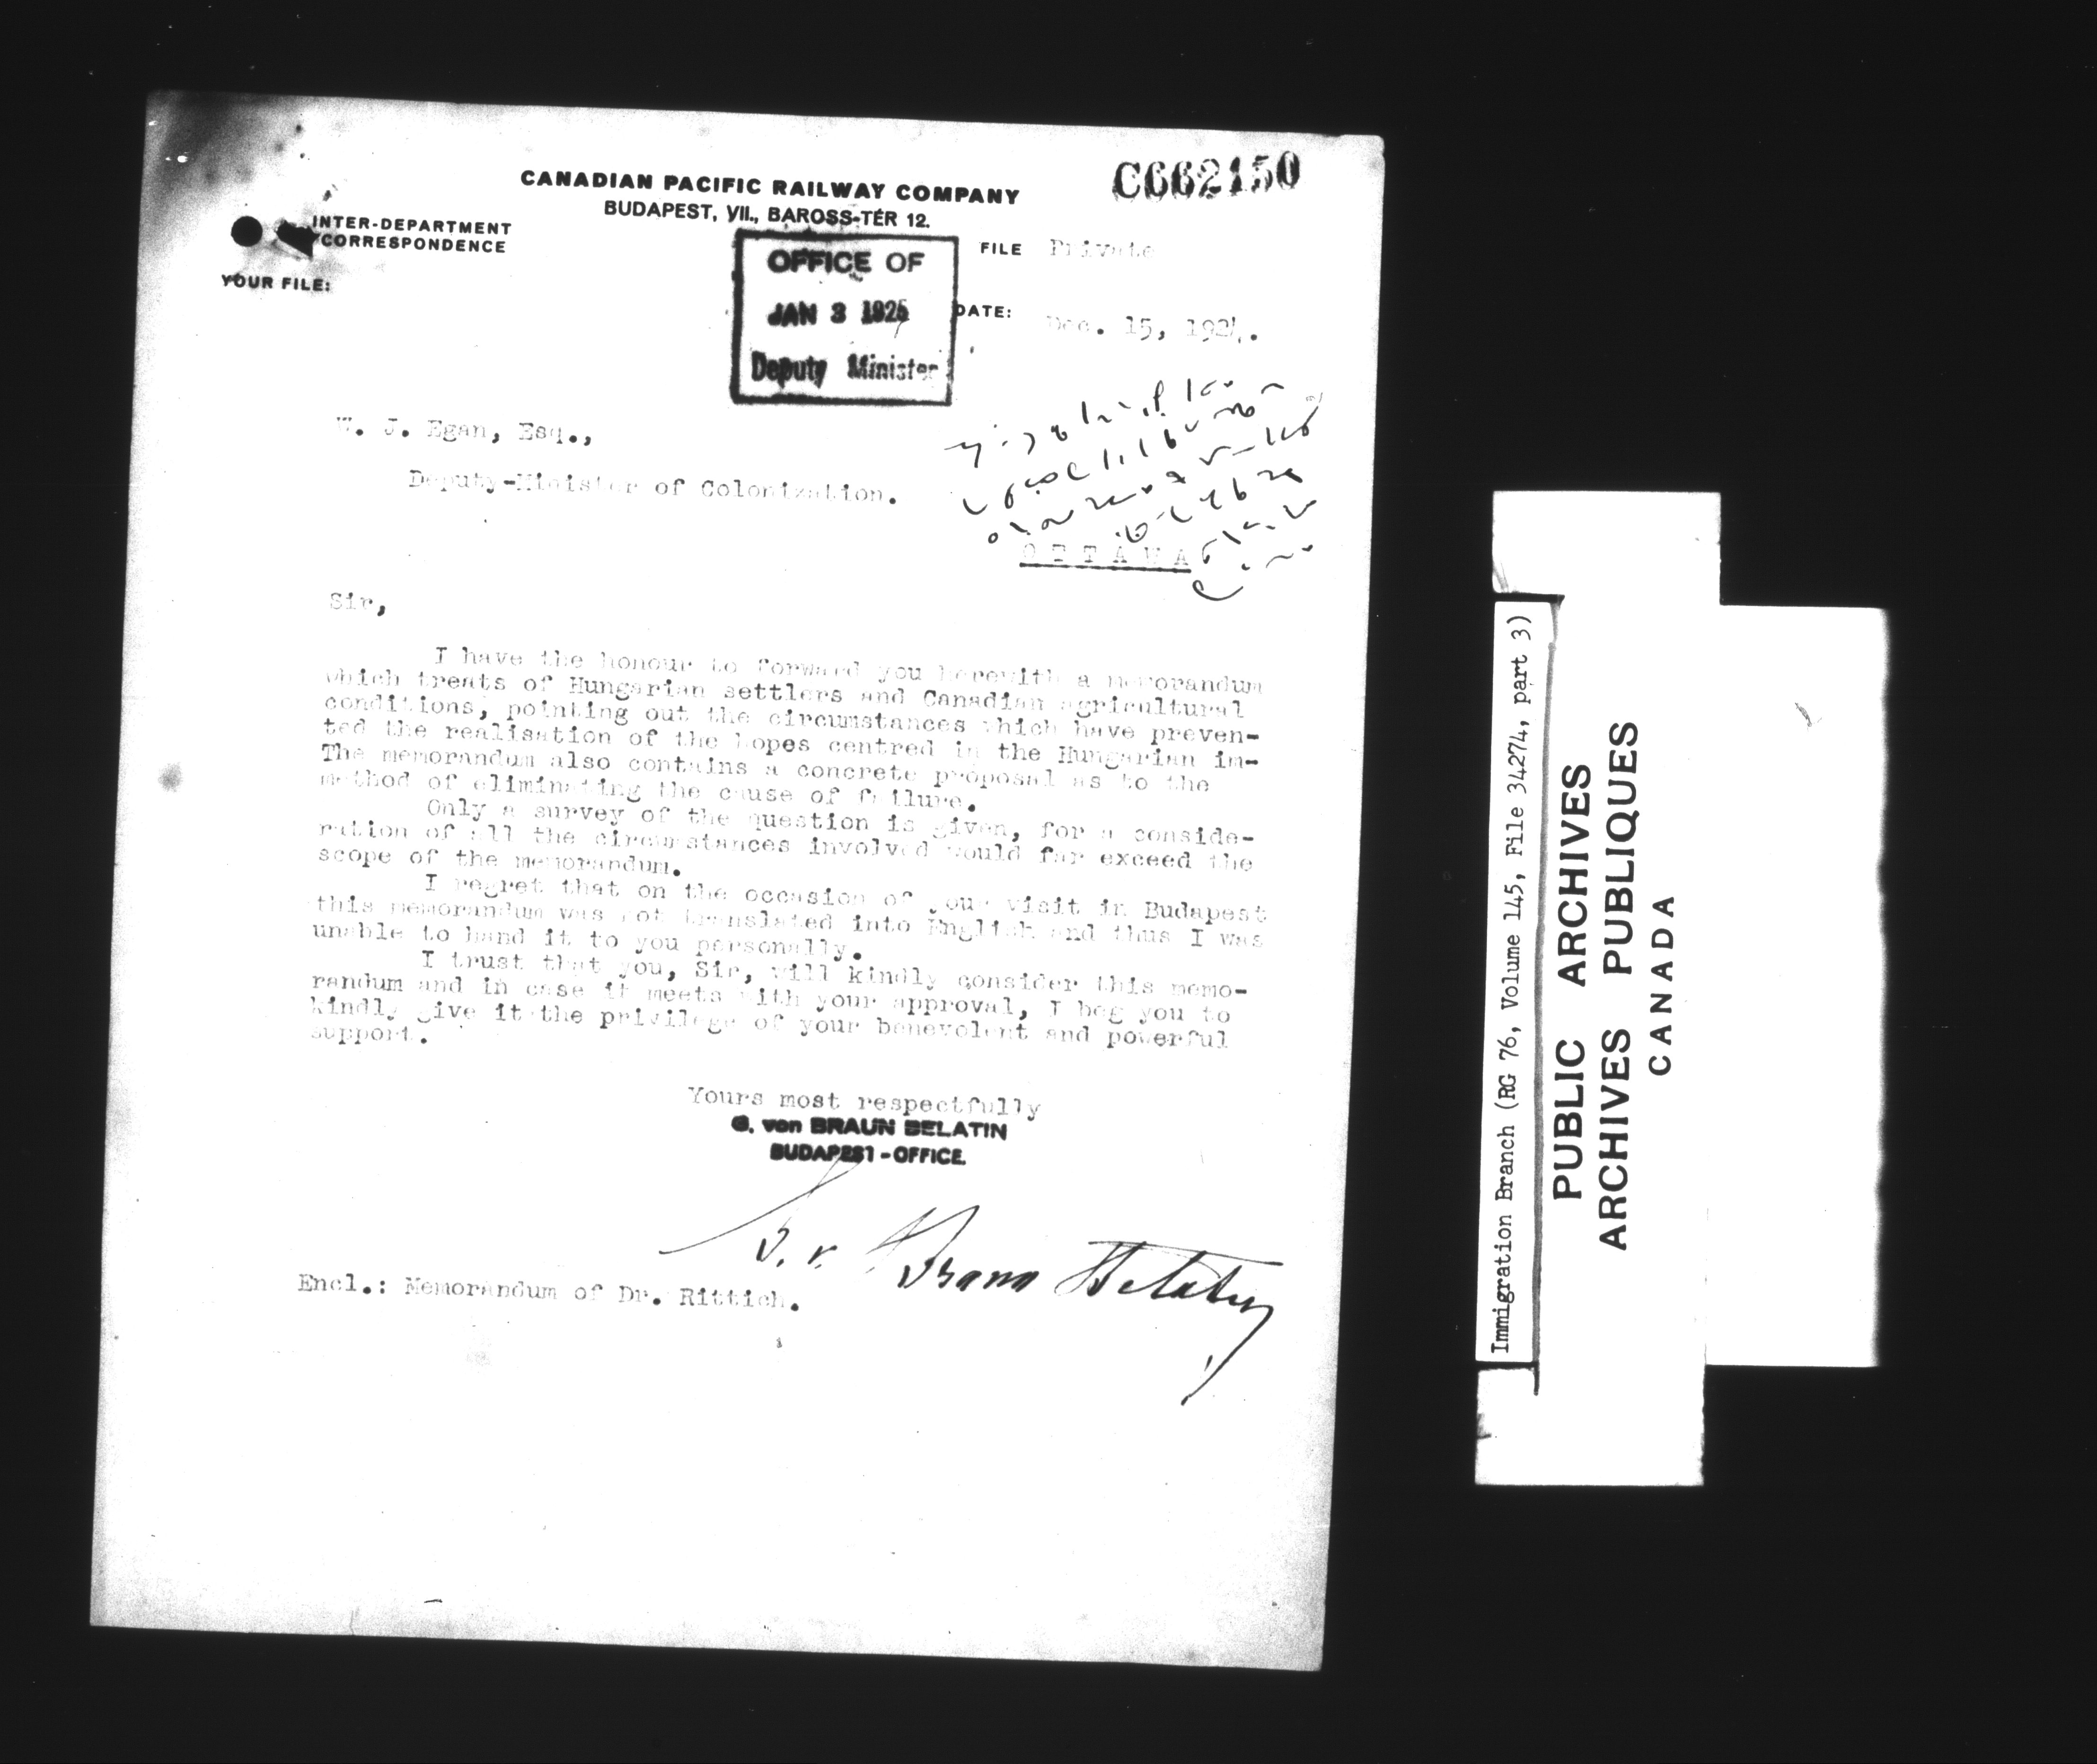 C662150
CANADIAN PACIFIC RAILWAY COMPANY
BUDAPEST, VII., BAROSS-TÉR 12.
INTER-DEPARTMENT
CORRESPONDENCE
FILE Private
YOUR FILE:
OFFICE OF
JAN 3 1925
Deputy Minister
DATE: Dec. 15, 1924.
W. J. Egan, Esq.,
Deputy-Minister of Colonization.
OTTAWA
Sir,
I have the honour to forward you herewith a memorandum
which treats of Hungarian settlers and Canadian agricultural
conditions, pointing out the circumstances which have preven-
ted the realisation of the hopes centred in the Hungarian im-
The memorandum also contains a concrete proposal as to the
method of eliminating the cause of failure.
Only a survey of the question is given, for a conside-
ration of all the circumstances involved would far exceed the
scope of the memorandum.
I regret that on the occasion of your visit in Budapest
this memorandum was not translated into English and thus I was
unable to hand it to you personally.
I trust that you, Sir, will kindly consider this memo-
randum and in case it meets with your approval, I beg you to
kindly give it the privilege of your benevolent and powerful
support.
Yours most respectfully
G. von BRAUN BELATIN
BUDAPEST-OFFICE.
G. v. Braun Belatin
Encl.: Memorandum of Dr. Rittich.
Immigration Branch (RG 76, Volume 145, File 34274, part 3)
PUBLIC ARCHIVES
ARCHIVES PUBLIQUES
CANADA